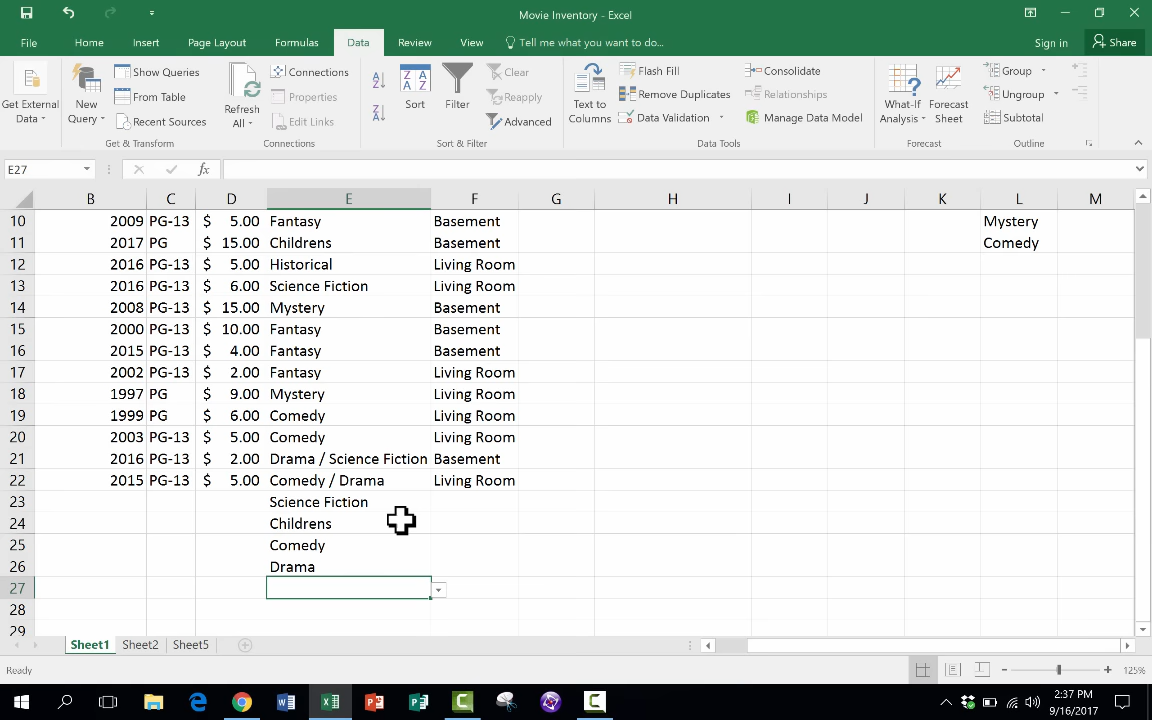 Movie Inventory - Excel
File Home Insert Page Layout Formulas Data Review View Tell me what you want to do... Sign in Share
Get External Data
New Query
Show Queries
From Table
Recent Sources
Get & Transform
Refresh All
Connections
Properties
Edit Links
Connections
Sort
Filter
Clear
Reapply
Advanced
Sort & Filter
Text to Columns
Flash Fill
Remove Duplicates
Data Validation
Consolidate
Relationships
Manage Data Model
Data Tools
What-If Analysis
Forecast Sheet
Forecast
Group
Ungroup
Subtotal
Outline
E27 fx
B C D E F G H I J K L M
10 2009 PG-13 $ 5.00 Fantasy Basement Mystery
11 2017 PG $ 15.00 Childrens Basement Comedy
12 2016 PG-13 $ 5.00 Historical Living Room
13 2016 PG-13 $ 6.00 Science Fiction Living Room
14 2008 PG-13 $ 15.00 Mystery Basement
15 2000 PG-13 $ 10.00 Fantasy Basement
16 2015 PG-13 $ 4.00 Fantasy Basement
17 2002 PG-13 $ 2.00 Fantasy Living Room
18 1997 PG $ 9.00 Mystery Living Room
19 1999 PG $ 6.00 Comedy Living Room
20 2003 PG-13 $ 5.00 Comedy Living Room
21 2016 PG-13 $ 2.00 Drama / Science Fiction Basement
22 2015 PG-13 $ 5.00 Comedy / Drama Living Room
23 Science Fiction
24 Childrens
25 Comedy
26 Drama
27
28
29
Sheet1 Sheet2 Sheet5
Ready 125%
2:37 PM
9/16/2017